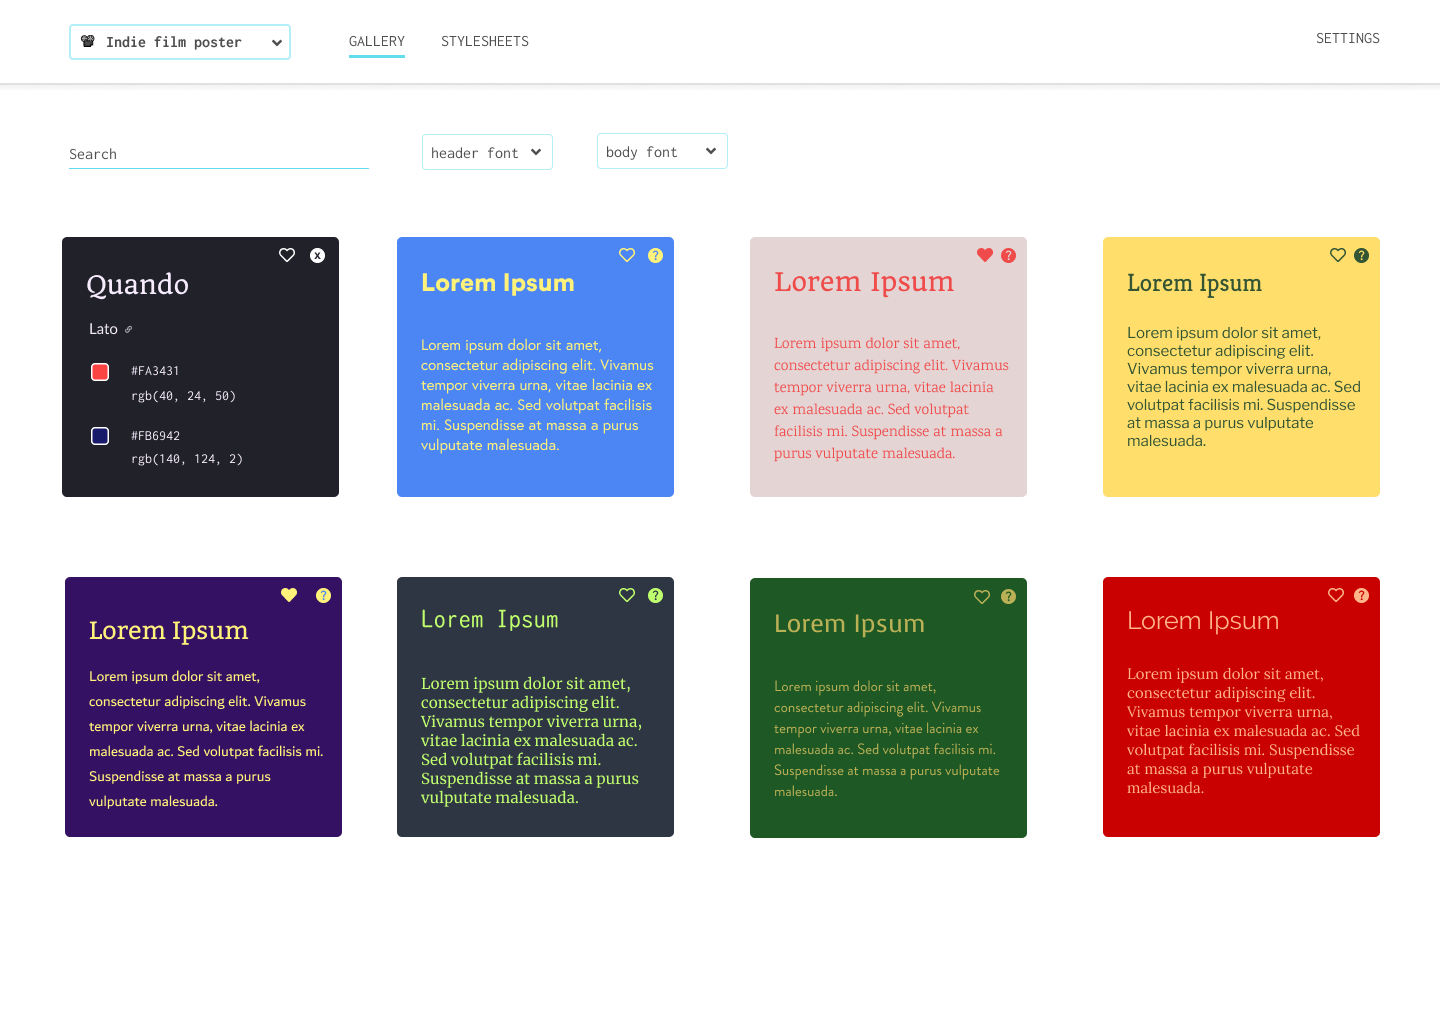 Indie film poster
GALLERY
STYLESHEETS
SETTINGS
Search
header font
body font
x
Quando
Lato
#FA3431
rgb(40, 24, 50)
#FB6942
rgb(140, 124, 2)
?
Lorem Ipsum
Lorem ipsum dolor sit amet,
consectetur adipiscing elit. Vivamus
tempor viverra urna, vitae lacinia ex
malesuada ac. Sed volutpat facilisis
mi. Suspendisse at massa a purus
vulputate malesuada.
?
Lorem Ipsum
Lorem ipsum dolor sit amet,
consectetur adipiscing elit. Vivamus
tempor viverra urna, vitae lacinia
ex malesuada ac. Sed volutpat
facilisis mi. Suspendisse at massa a
purus vulputate malesuada.
?
Lorem Ipsum
Lorem ipsum dolor sit amet,
consectetur adipiscing elit.
Vivamus tempor viverra urna,
vitae lacinia ex malesuada ac. Sed
volutpat facilisis mi. Suspendisse
at massa a purus vulputate
malesuada.
?
Lorem Ipsum
Lorem ipsum dolor sit amet,
consectetur adipiscing elit. Vivamus
tempor viverra urna, vitae lacinia ex
malesuada ac. Sed volutpat facilisis mi.
Suspendisse at massa a purus
vulputate malesuada.
?
Lorem Ipsum
Lorem ipsum dolor sit amet,
consectetur adipiscing elit.
Vivamus tempor viverra urna,
vitae lacinia ex malesuada ac.
Sed volutpat facilisis mi.
Suspendisse at massa a purus
vulputate malesuada.
?
Lorem Ipsum
Lorem ipsum dolor sit amet,
consectetur adipiscing elit. Vivamus
tempor viverra urna, vitae lacinia ex
malesuada ac. Sed volutpat facilisis mi.
Suspendisse at massa a purus vulputate
malesuada.
?
Lorem Ipsum
Lorem ipsum dolor sit amet,
consectetur adipiscing elit.
Vivamus tempor viverra urna,
vitae lacinia ex malesuada ac. Sed
volutpat facilisis mi. Suspendisse
at massa a purus vulputate
malesuada.